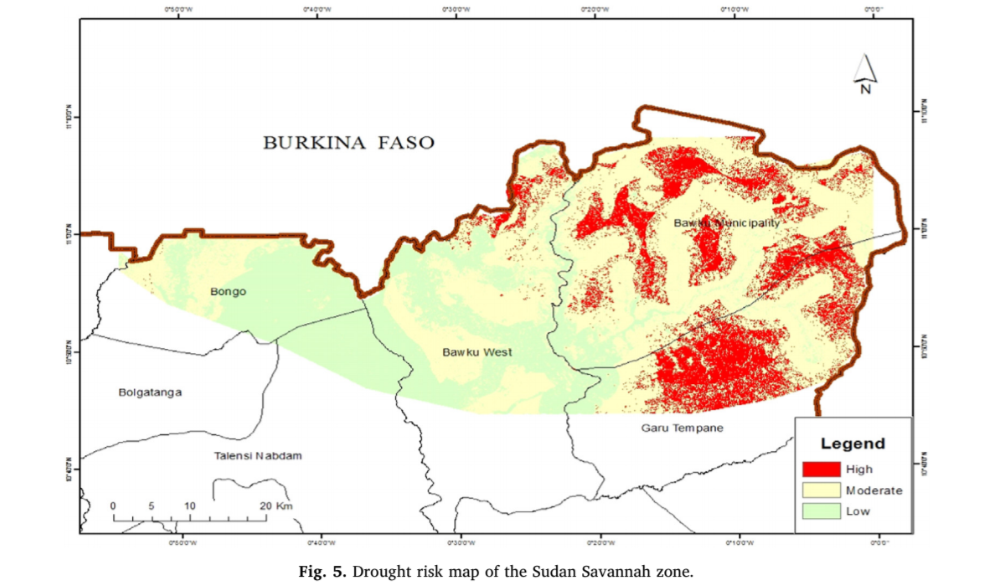 0°50'0"W 0°40'0"W 0°30'0"W 0°20'0"W 0°10'0"W 0°0'0"
N
BURKINA FASO
Bawku Municipality
Bongo
Bawku West
Bolgatanga
Garu Tempane
Talensi Nabdam
0 5 10 20 Km
Legend
High
Moderate
Low
0°50'0"W 0°40'0"W 0°30'0"W 0°20'0"W 0°10'0"W 0°0'0"
Fig. 5. Drought risk map of the Sudan Savannah zone.